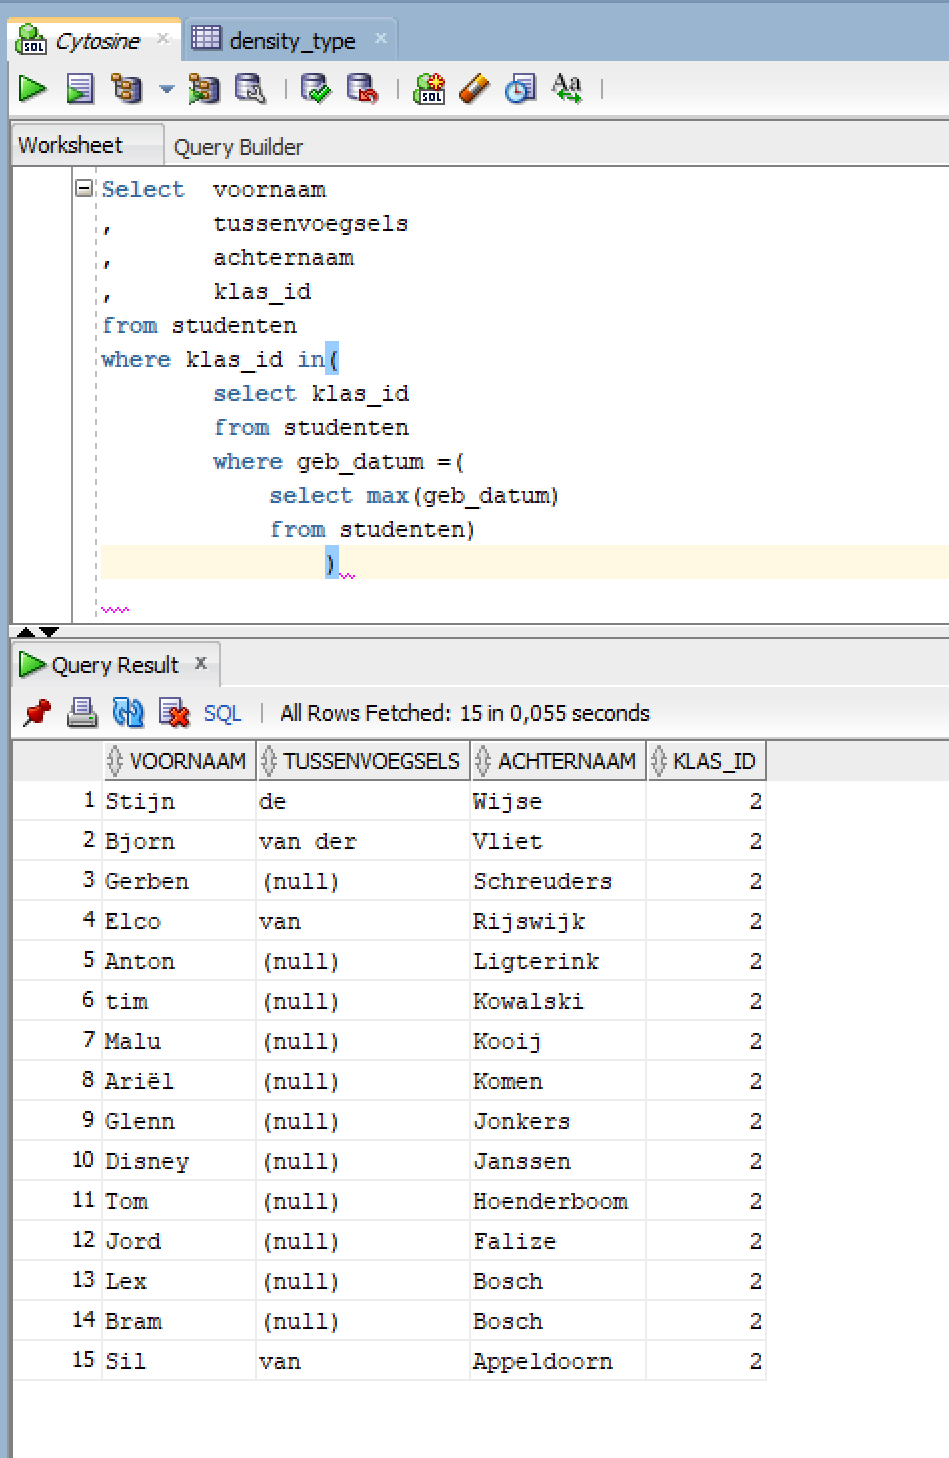 Cytosine × density_type ×
SQL
Worksheet Query Builder
Select voornaam
, tussenvoegsels
, achternaam
, klas_id
from studenten
where klas_id in(
select klas_id
from studenten
where geb_datum =(
select max(geb_datum)
from studenten)
)
Query Result x
SQL | All Rows Fetched: 15 in 0,055 seconds
VOORNAAM TUSSENVOEGSELS ACHTERNAAM KLAS_ID
1 Stijn de Wijse 2
2 Bjorn van der Vliet 2
3 Gerben (null) Schreuders 2
4 Elco van Rijswijk 2
5 Anton (null) Ligterink 2
6 tim (null) Kowalski 2
7 Malu (null) Kooij 2
8 Ariël (null) Komen 2
9 Glenn (null) Jonkers 2
10 Disney (null) Janssen 2
11 Tom (null) Hoenderboom 2
12 Jord (null) Falize 2
13 Lex (null) Bosch 2
14 Bram (null) Bosch 2
15 Sil van Appeldoorn 2